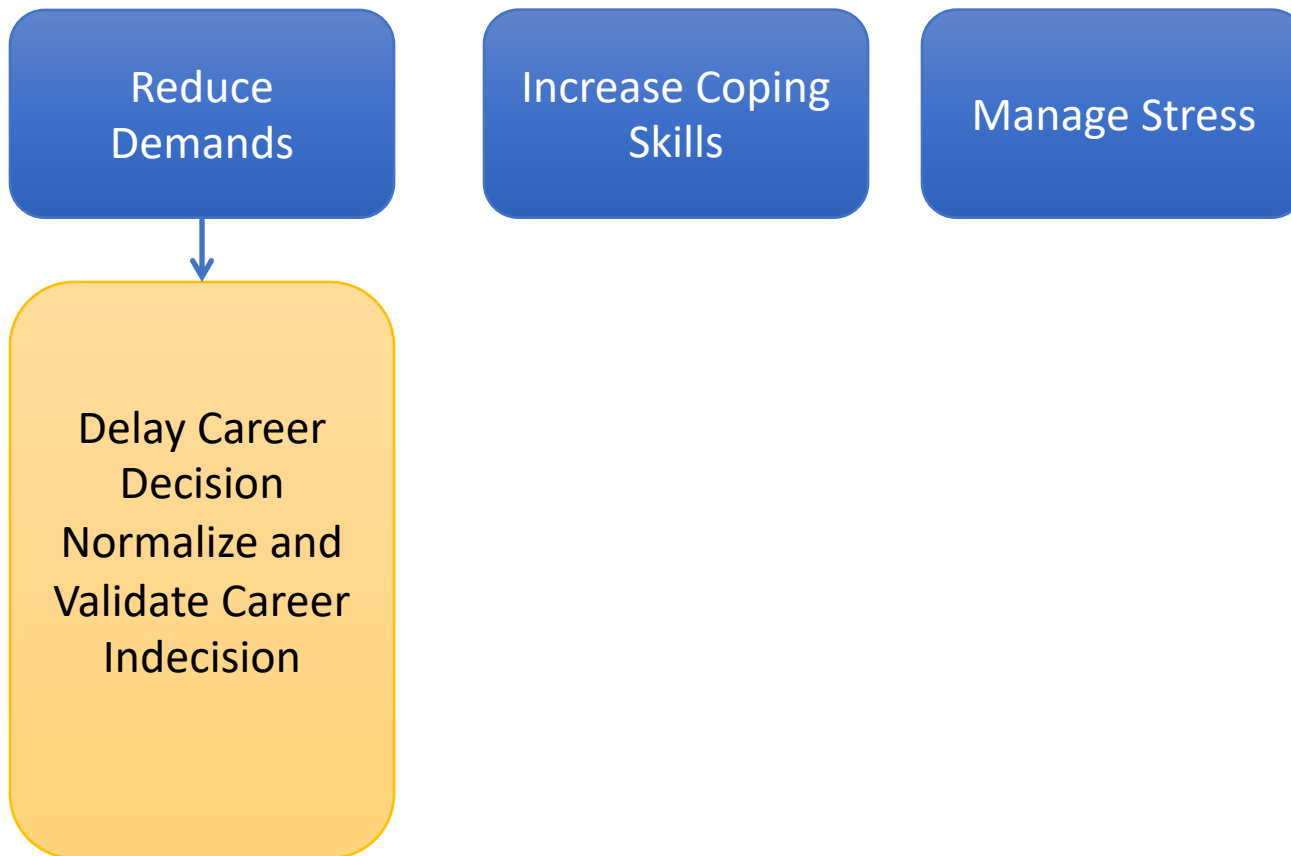 Reduce
Demands
Increase Coping
Skills
Manage Stress
Delay Career
Decision
Normalize and
Validate Career
Indecision